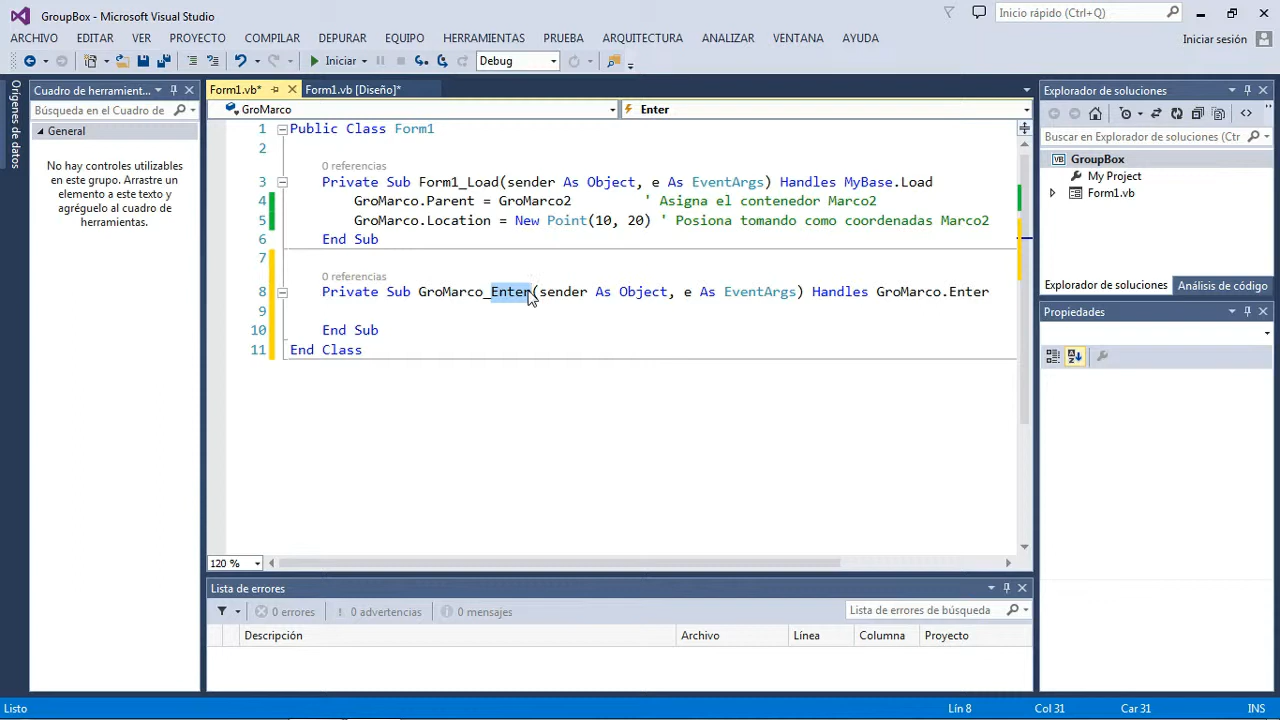 GroupBox - Microsoft Visual Studio
Inicio rápido (Ctrl+Q)
ARCHIVO EDITAR VER PROYECTO COMPILAR DEPURAR EQUIPO HERRAMIENTAS PRUEBA ARQUITECTURA ANALIZAR VENTANA AYUDA
Iniciar sesión
Iniciar
Debug
Orígenes de datos
Cuadro de herramient...
Búsqueda en el Cuadro de
General
No hay controles utilizables
en este grupo. Arrastre un
elemento a este texto y
agréguelo al cuadro de
herramientas.
Form1.vb*
Form1.vb [Diseño]*
GroMarco
Enter
1 Public Class Form1
2
0 referencias
3 Private Sub Form1_Load(sender As Object, e As EventArgs) Handles MyBase.Load
4 GroMarco.Parent = GroMarco2 ' Asigna el contenedor Marco2
5 GroMarco.Location = New Point(10, 20) ' Posiona tomando como coordenadas Marco2
6 End Sub
7
0 referencias
8 Private Sub GroMarco_Enter(sender As Object, e As EventArgs) Handles GroMarco.Enter
9
10 End Sub
11 End Class
120 %
Lista de errores
0 errores
0 advertencias
0 mensajes
Lista de errores de búsqueda
Descripción Archivo Línea Columna Proyecto
Explorador de soluciones
Buscar en Explorador de soluciones (Ctr
GroupBox
My Project
Form1.vb
Explorador de soluciones
Análisis de código
Propiedades
Listo
Lín 8
Col 31
Car 31
INS